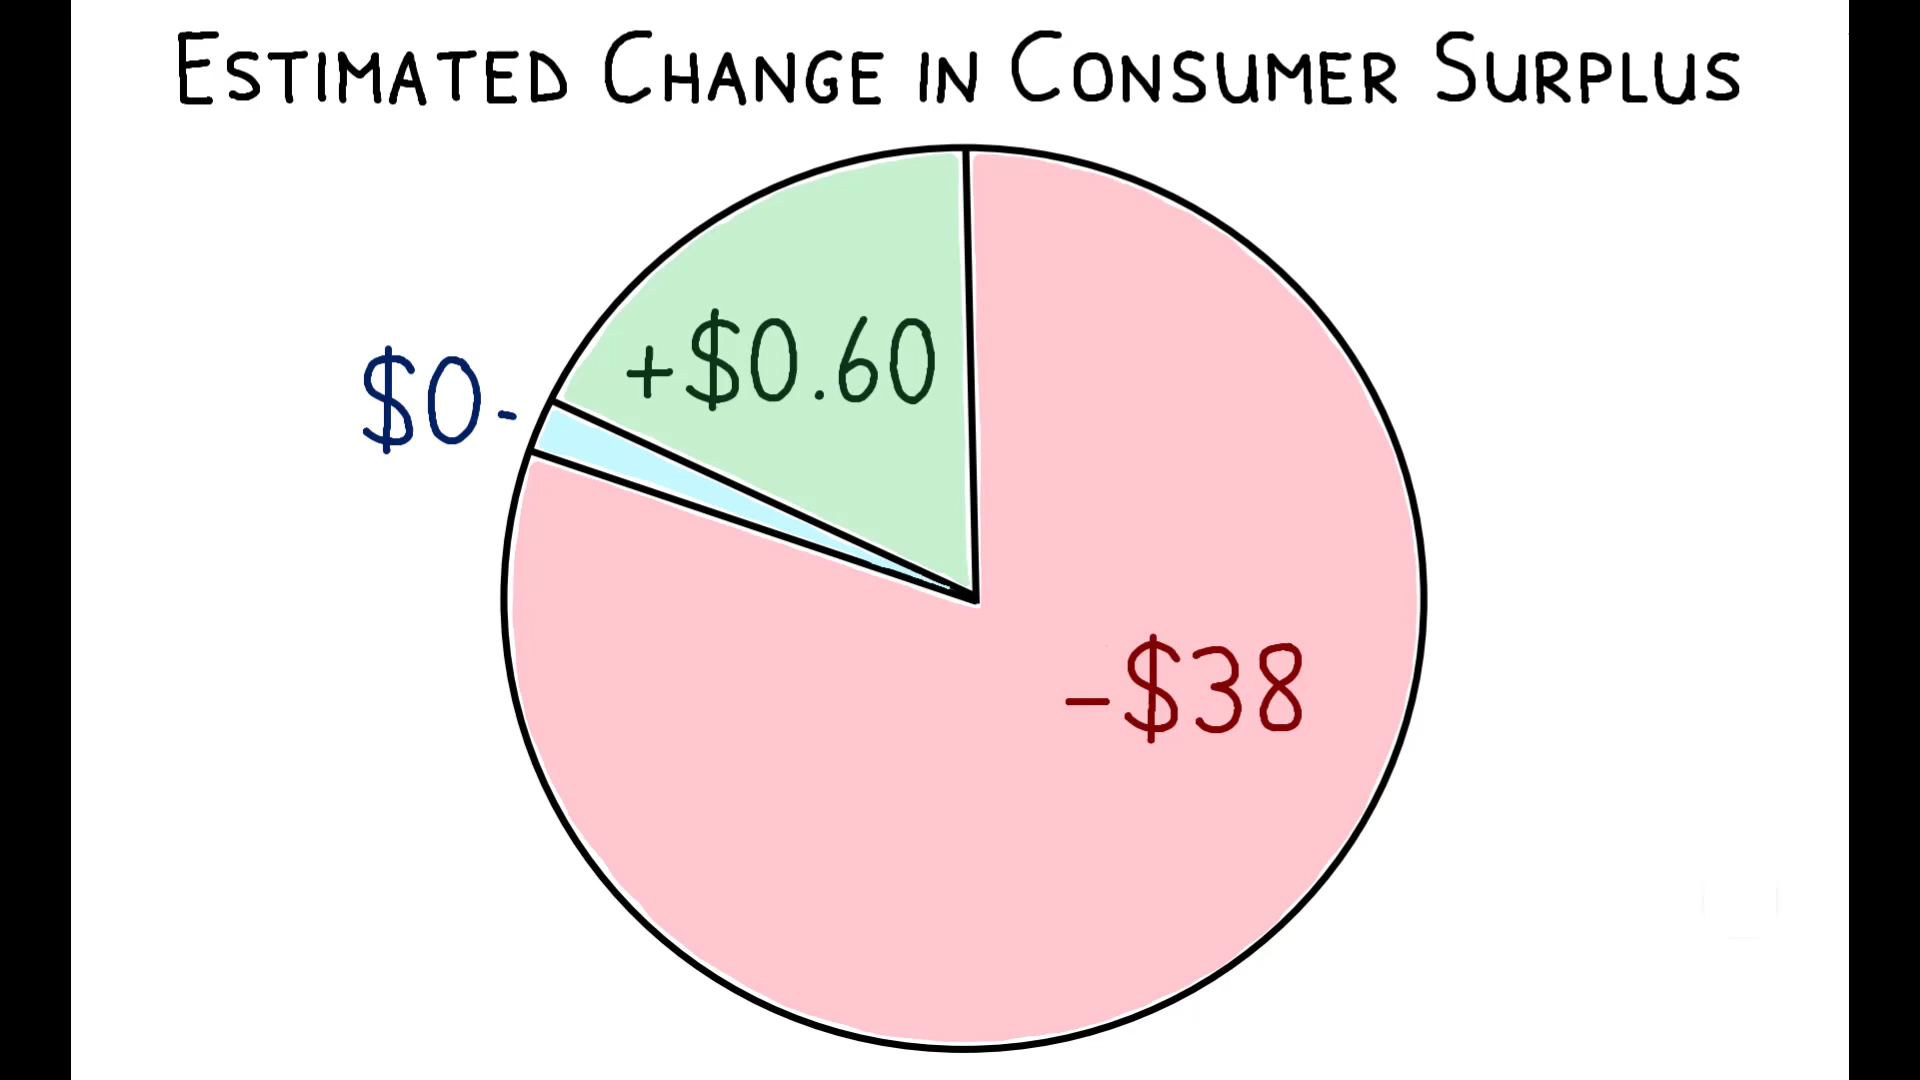 ESTIMATED CHANGE IN CONSUMER SURPLUS
+$0.60
$0-
-$38